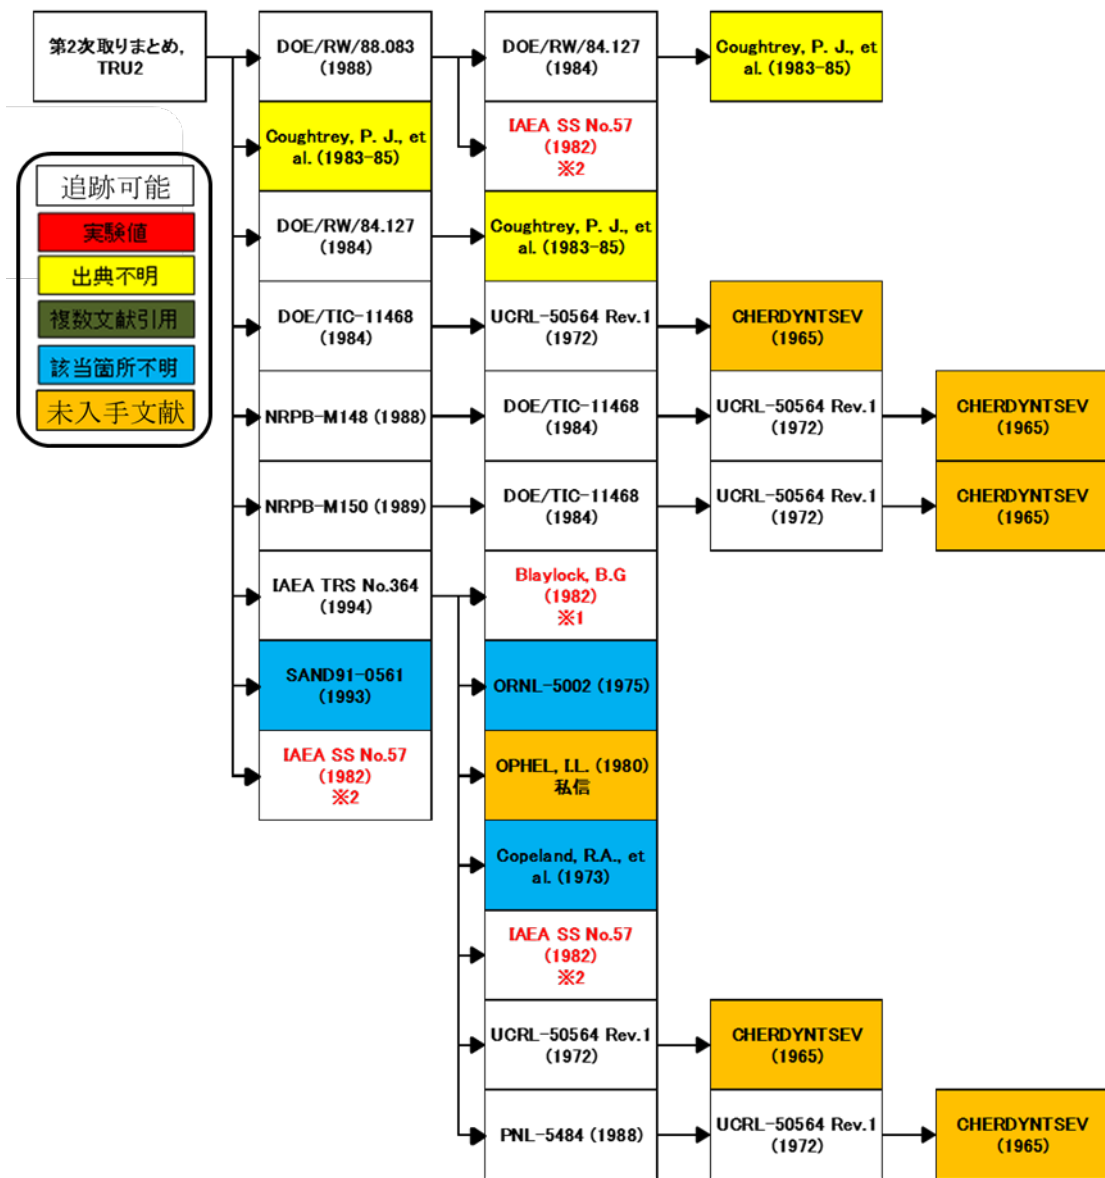 第2次取りまとめ,
TRU2
DOE/RW/88.083
(1988)
DOE/RW/84.127
(1984)
Coughtrey, P. J., et
al. (1983-85)
Coughtrey, P. J., et
al. (1983-85)
IAEA SS No.57
(1982)
※2
追跡可能
実験値
出典不明
複数文献引用
該当箇所不明
未入手文献
DOE/RW/84.127
(1984)
Coughtrey, P. J., et
al. (1983-85)
DOE/TIC-11468
(1984)
UCRL-50564 Rev.1
(1972)
CHERDYNTSEV
(1965)
NRPB-M148 (1988)
DOE/TIC-11468
(1984)
UCRL-50564 Rev.1
(1972)
CHERDYNTSEV
(1965)
NRPB-M150 (1989)
DOE/TIC-11468
(1984)
UCRL-50564 Rev.1
(1972)
CHERDYNTSEV
(1965)
IAEA TRS No.364
(1994)
Blaylock, B.G
(1982)
※1
SAND91-0561
(1993)
ORNL-5002 (1975)
IAEA SS No.57
(1982)
※2
OPHEL, I.L. (1980)
私信
Copeland, R.A., et
al. (1973)
IAEA SS No.57
(1982)
※2
UCRL-50564 Rev.1
(1972)
CHERDYNTSEV
(1965)
PNL-5484 (1988)
UCRL-50564 Rev.1
(1972)
CHERDYNTSEV
(1965)